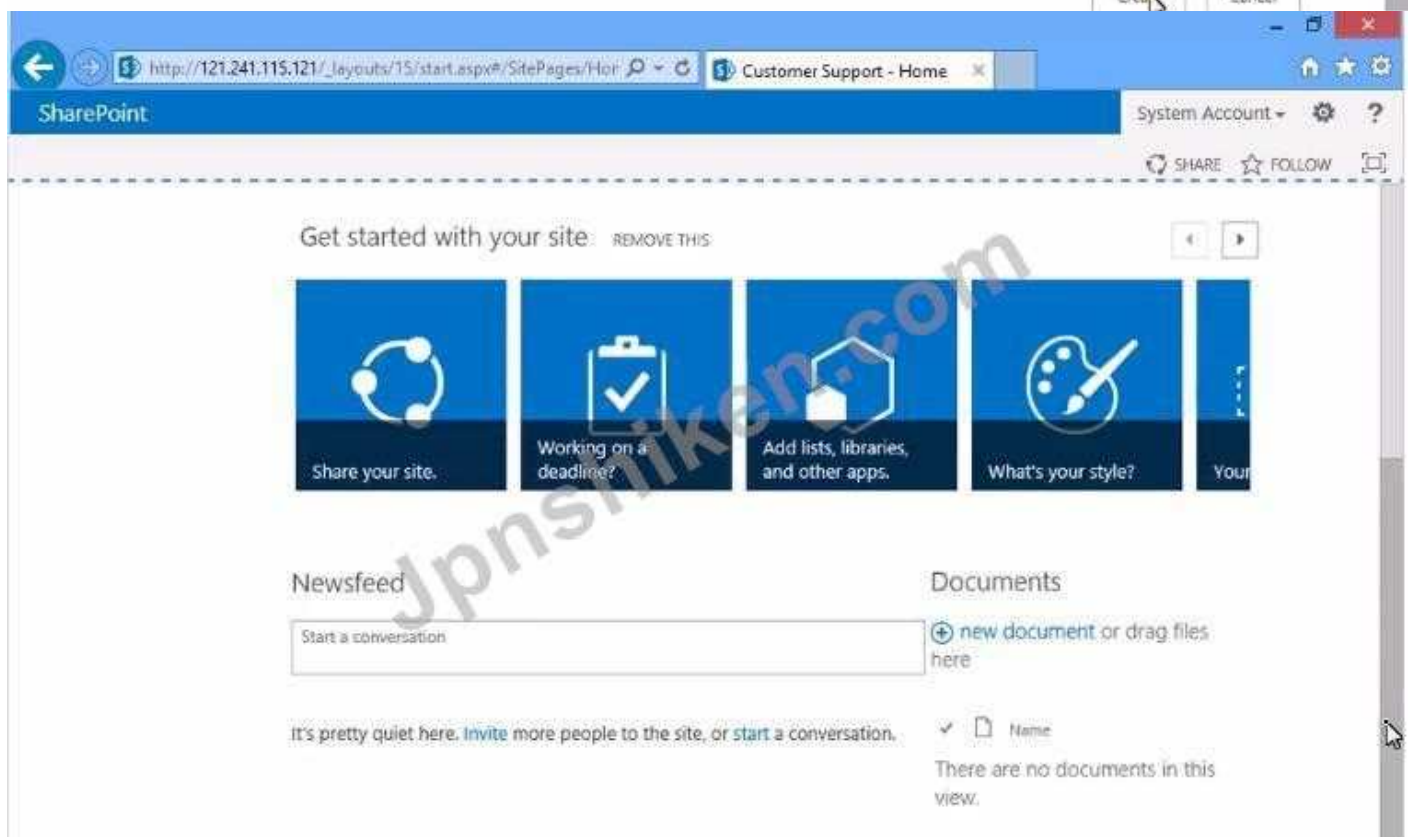 http://121.241.115.121/_layouts/15/start.aspx#/SitePages/Hor
Customer Support - Home
SharePoint
System Account
?
SHARE
FOLLOW
Get started with your site REMOVE THIS
Share your site.
Working on a
deadline?
Add lists, libraries,
and other apps.
What's your style?
Your
Jpnshiken.com
Newsfeed
Start a conversation
It's pretty quiet here. Invite more people to the site, or start a conversation.
Documents
new document or drag files
here
Name
There are no documents in this
view.